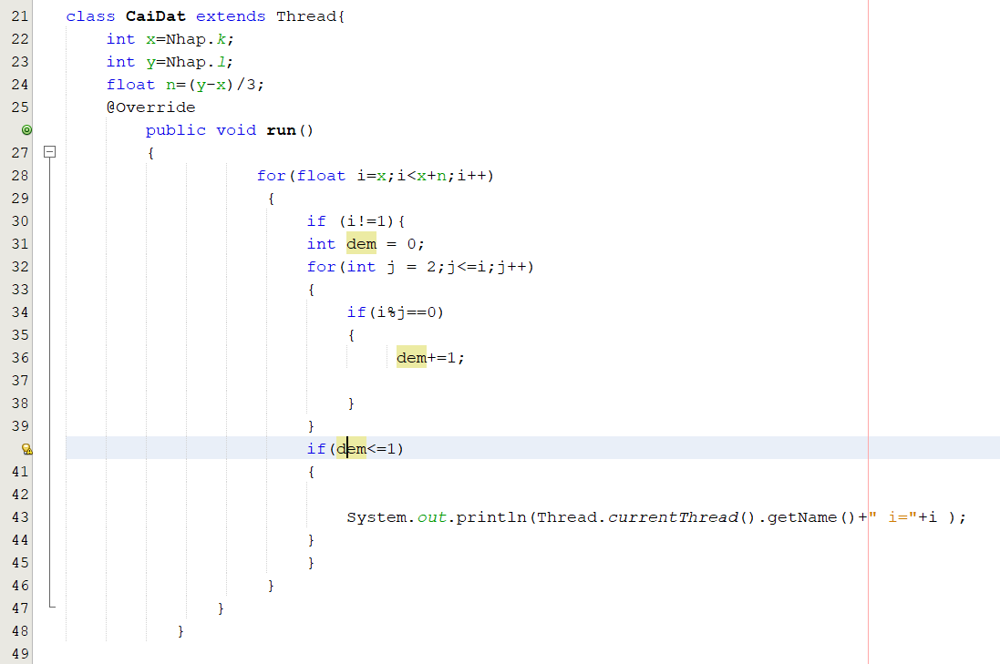 21 class CaiDat extends Thread{
22 int x=Nhap.k;
23 int y=Nhap.l;
24 float n=(y-x)/3;
25 @Override
public void run()
27 {
28 for(float i=x;i<x+n;i++)
29 {
30 if (i!=1){
31 int dem = 0;
32 for(int j = 2;j<=i;j++)
33 {
34 if(i%j==0)
35 {
36 dem+=1;
37
38 }
39 }
if(dem<=1)
41 {
42
43 System.out.println(Thread.currentThread().getName()+" i="+i );
44 }
45 }
46 }
47 }
48 }
49